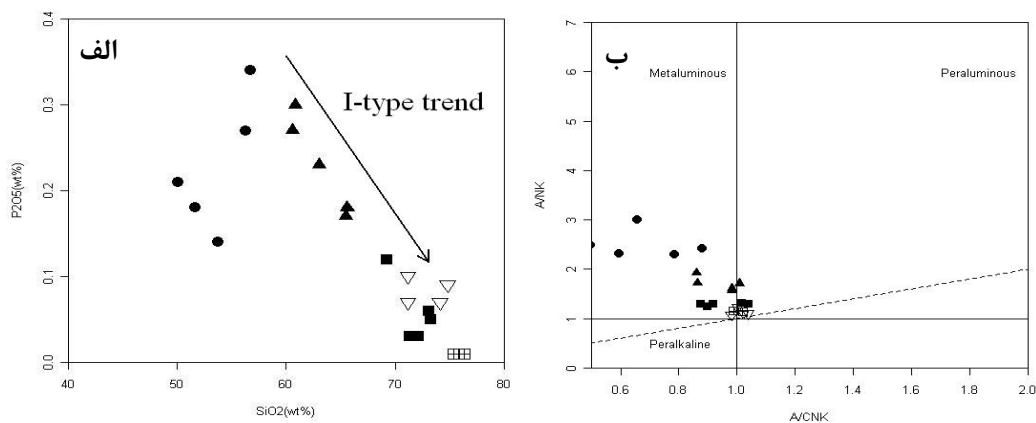 الف
I-type trend
P2O5(wt%)
0.4
0.3
0.2
0.1
0.0
40 50 60 70 80
SiO2(wt%)
ب
Metaluminous
Peraluminous
Peralkaline
A/NK
7
6
5
4
3
2
1
0
0.6 0.8 1.0 1.2 1.4 1.6 1.8 2.0
A/CNK